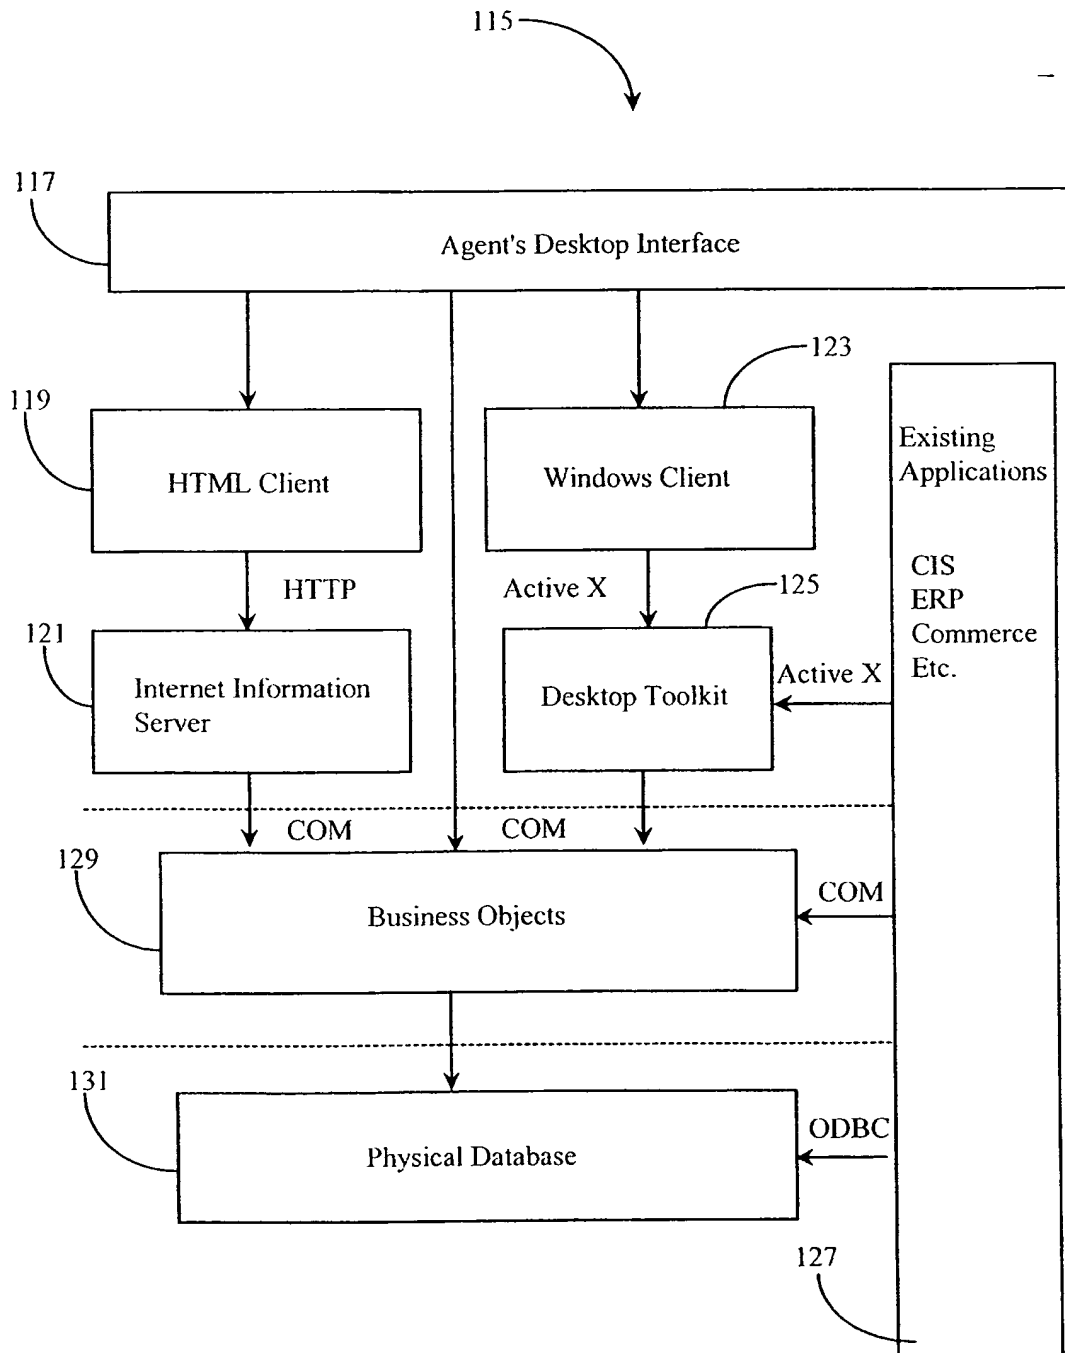 115
117
Agent's Desktop Interface
123
119
HTML Client
Windows Client
Existing
Applications
HTTP
Active X
125
CIS
ERP
Commerce
Etc.
121
Internet Information
Server
Desktop Toolkit
Active X
COM
COM
129
Business Objects
COM
131
Physical Database
ODBC
127